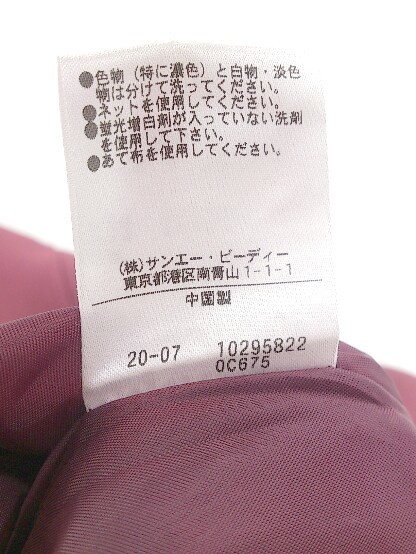 ●色物（特に濃色）と白物・淡色
物は分けて洗ってください。
●ネットを使用してください。
●蛍光増白剤が入っていない洗剤
を使用して下さい。
●あて布を使用してください。
(株)サンエー・ビーディー
東京都港区南青山1-1-1
中国製
20-07 10295822
0C675